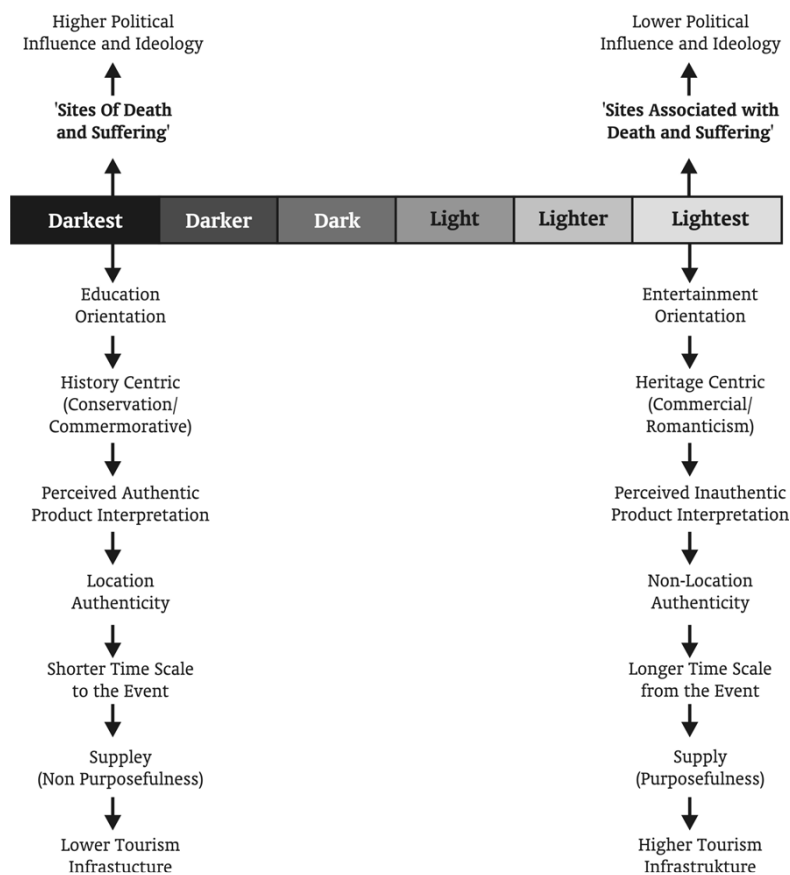 Higher Political
Influence and Ideology
Lower Political
Influence and Ideology
'Sites Of Death
and Suffering'
'Sites Associated with
Death and Suffering'
Darkest Darker Dark Light Lighter Lightest
Education
Orientation
Entertainment
Orientation
History Centric
(Conservation/
Commermorative)
Heritage Centric
(Commercial/
Romanticism)
Perceived Authentic
Product Interpretation
Perceived Inauthentic
Product Interpretation
Location
Authenticity
Non-Location
Authenticity
Shorter Time Scale
to the Event
Longer Time Scale
from the Event
Suppley
(Non Purposefulness)
Supply
(Purposefulness)
Lower Tourism
Infrastucture
Higher Tourism
Infrastrukture